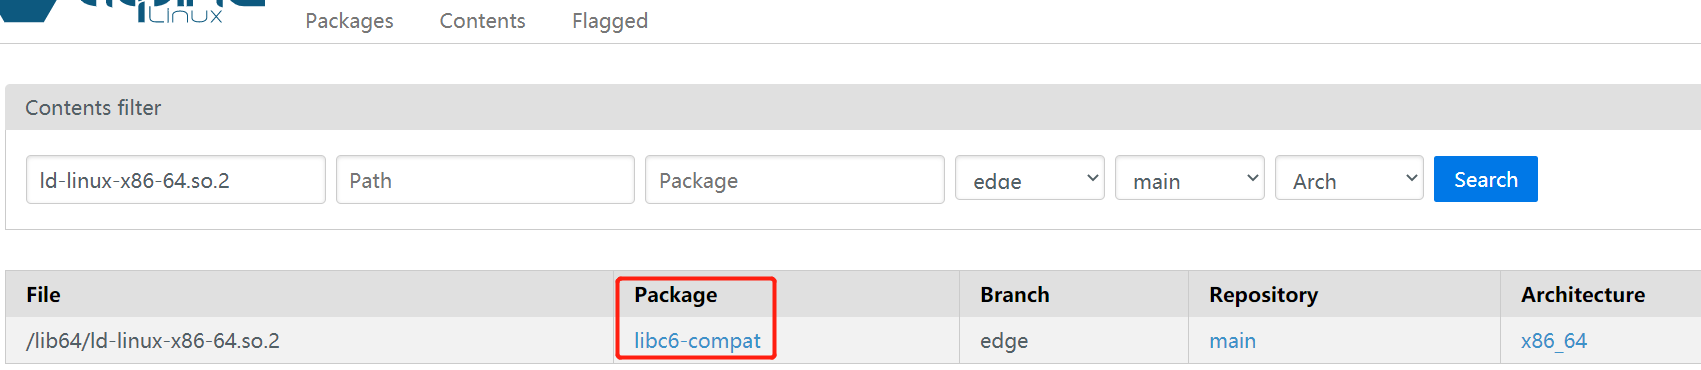 Linux
Packages Contents Flagged
Contents filter
ld-linux-x86-64.so.2 Path Package edge main Arch Search
File Package Branch Repository Architecture
/lib64/ld-linux-x86-64.so.2 libc6-compat edge main x86_64